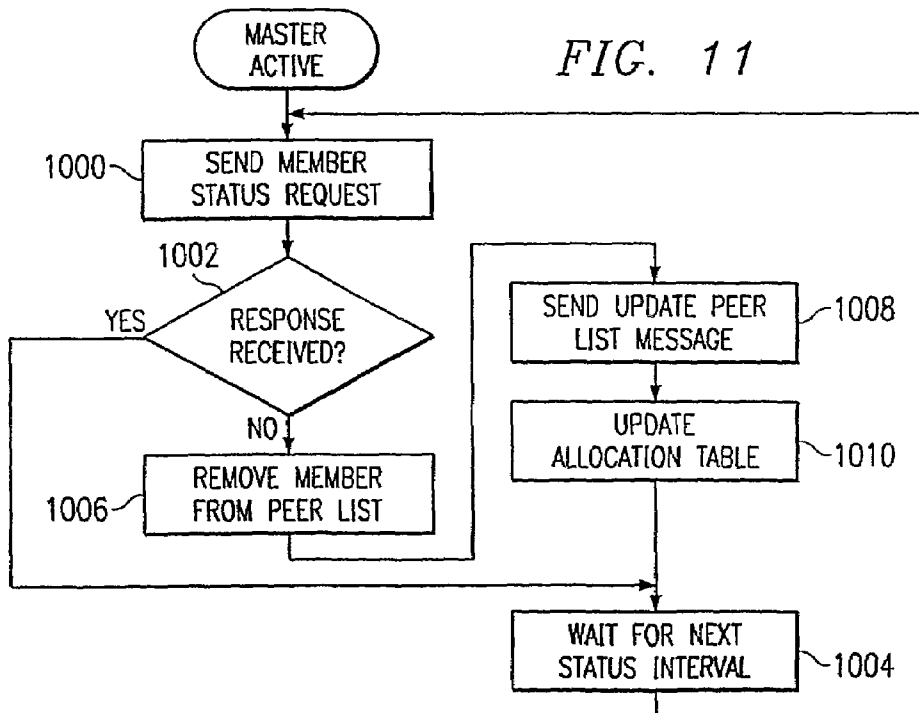 MASTER
ACTIVE
FIG. 11
1000
SEND MEMBER
STATUS REQUEST
1002
YES
RESPONSE
RECEIVED?
NO
1006
REMOVE MEMBER
FROM PEER LIST
SEND UPDATE PEER
LIST MESSAGE
1008
UPDATE
ALLOCATION TABLE
1010
WAIT FOR NEXT
STATUS INTERVAL
1004